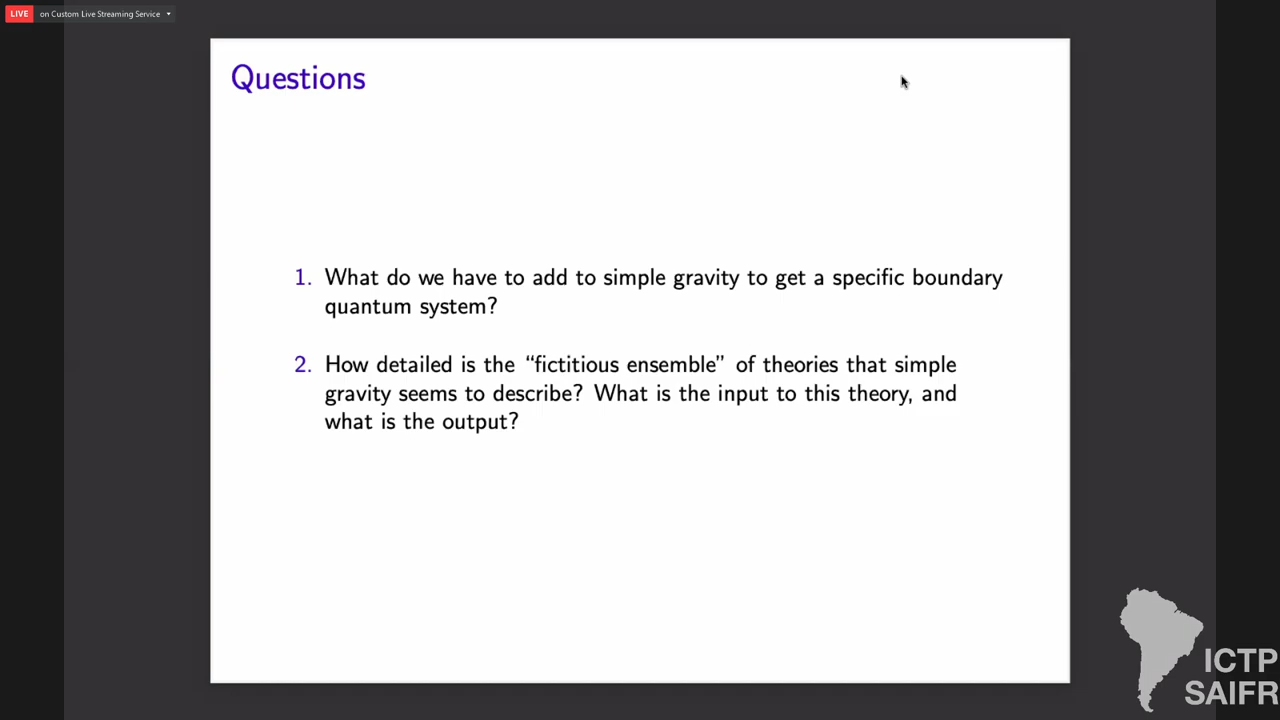 LIVE on Custom Live Streaming Service
Questions
1. What do we have to add to simple gravity to get a specific boundary
quantum system?
2. How detailed is the “fictitious ensemble” of theories that simple
gravity seems to describe? What is the input to this theory, and
what is the output?
ICTP
SAIFR